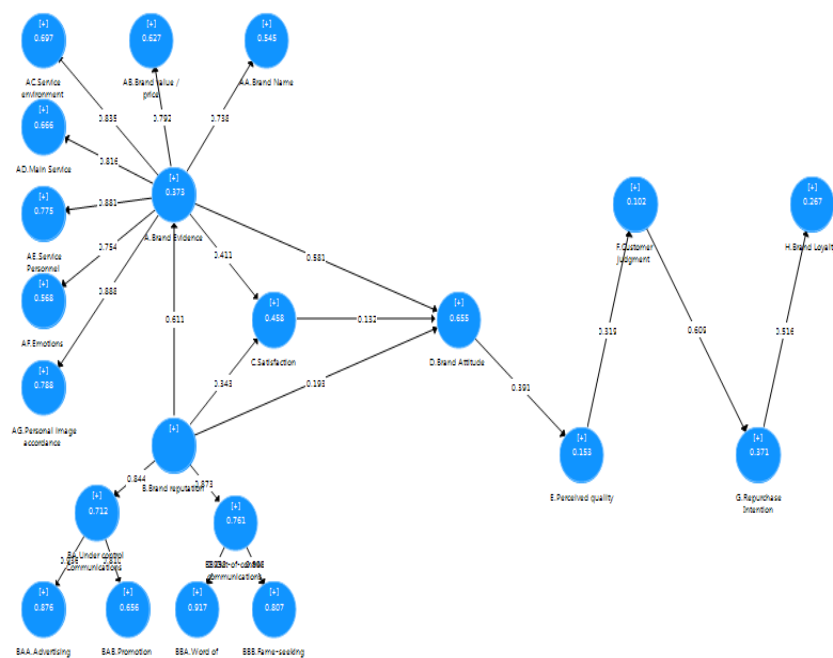 [+]
0.697
AC.Service
environment
[+]
0.627
AB.Brand value /
price
[+]
0.545
AA.Brand Name
0.835
0.792
0.738
[+]
0.666
AD.Main Service
0.816
[+]
0.373
A.Brand Evidence
[+]
0.775
AE.Service
Personnel
0.881
0.754
0.888
[+]
0.568
AF.Emotions
[+]
0.788
AG.Personal Image
accordance
0.611
0.411
0.581
[+]
0.458
C.Satisfaction
0.132
[+]
0.655
D.Brand Attitude
0.343
0.193
0.391
[+]
0.102
F.Customer
Judgment
[+]
0.267
H.Brand Loyalt
0.319
0.516
[+]
0.153
E.Perceived quality
[+]
0.371
G.Repurchase
Intention
[+]
B.Brand reputation
0.844
0.873
[+]
0.712
BA.Under control
Communications
[+]
0.761
communications
[+]
0.876
BAA.Advertising
[+]
0.656
BAB.Promotion
[+]
0.917
BBA.Word of
[+]
0.807
BBB.Fame-seeking